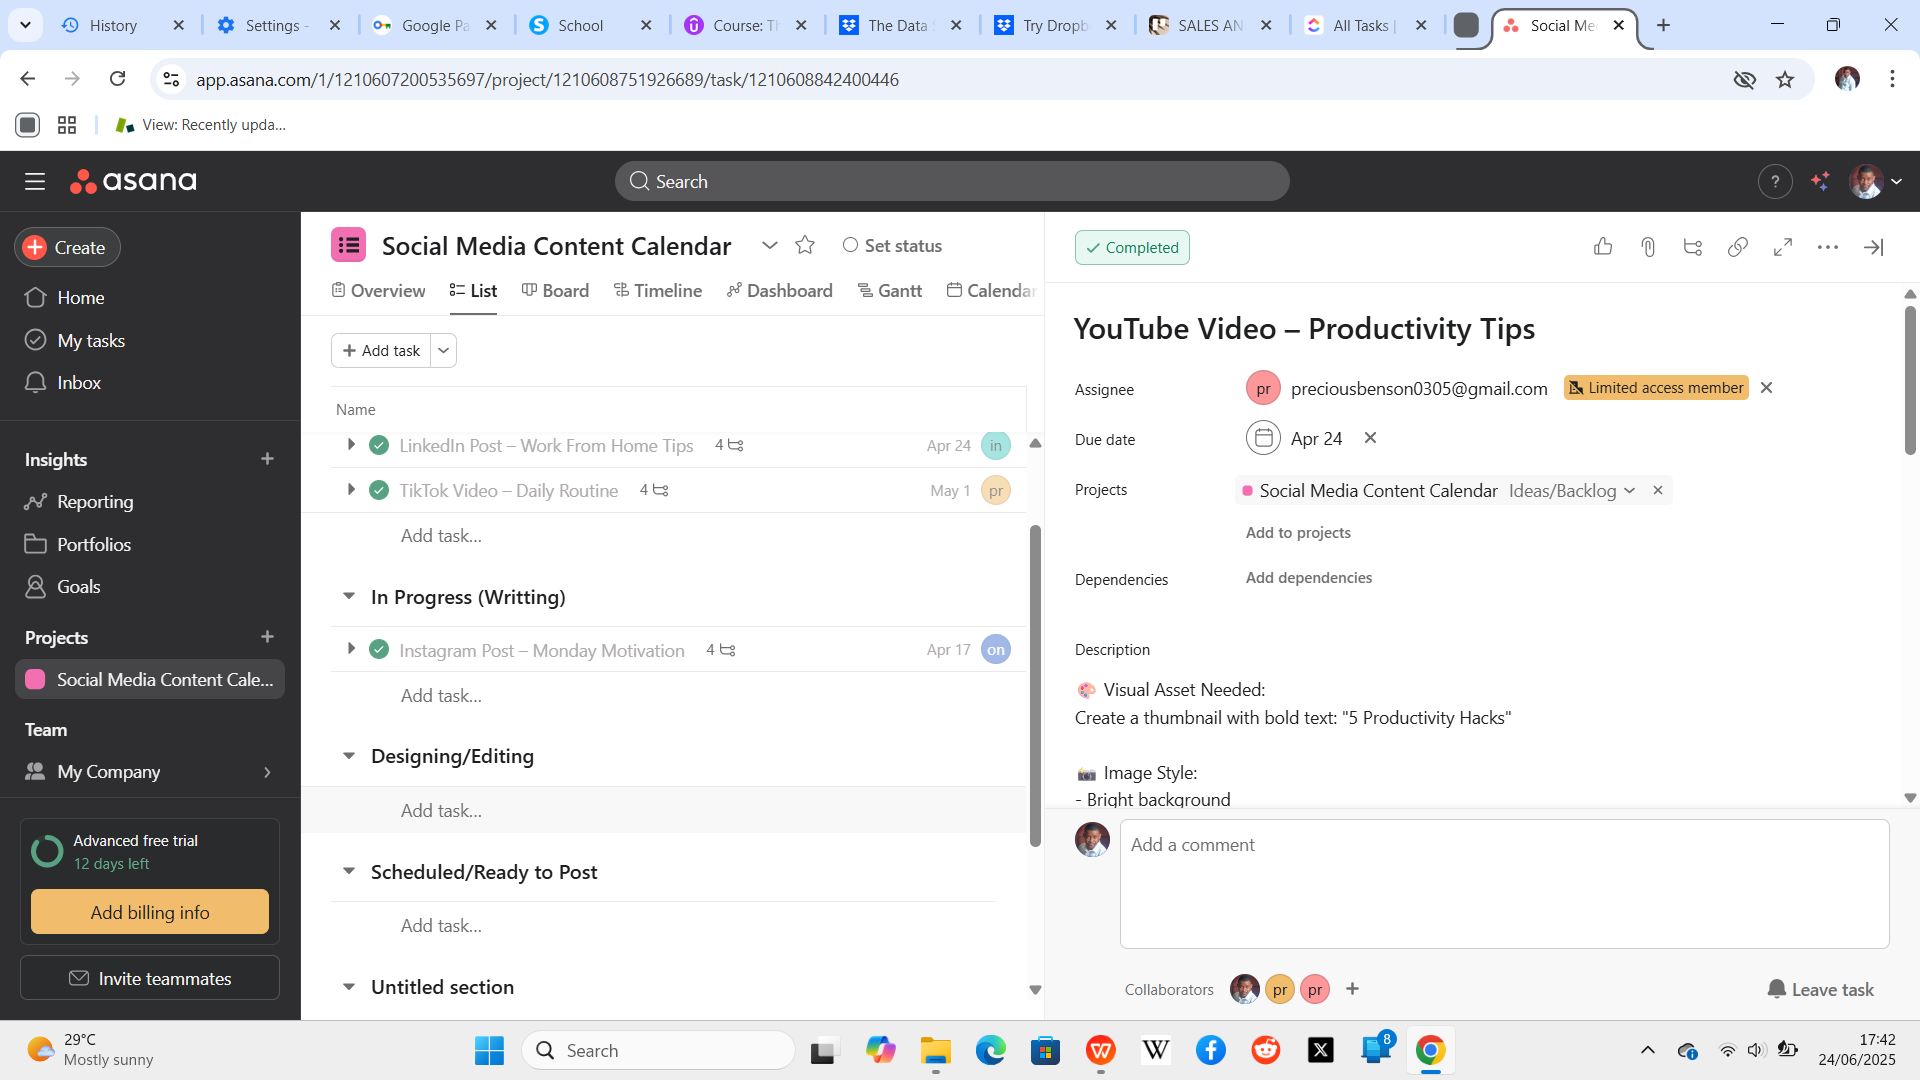 History
Settings -
Google Pa
School
Course: Th
The Data S
Try Dropb
SALES AN
All Tasks |
Social Me
app.asana.com/1/1210607200535697/project/1210608751926689/task/1210608842400446
View: Recently upda...
asana
Search
?
Create
Home
My tasks
Inbox
Insights
Reporting
Portfolios
Goals
Projects
Social Media Content Cale...
Team
My Company
Advanced free trial
12 days left
Add billing info
Invite teammates
Social Media Content Calendar
Set status
Overview
List
Board
Timeline
Dashboard
Gantt
Calendar
Add task
Name
LinkedIn Post – Work From Home Tips 4 Apr 24 in
TikTok Video – Daily Routine 4 May 1 pr
Add task...
In Progress (Writting)
Instagram Post – Monday Motivation 4 Apr 17 on
Add task...
Designing/Editing
Add task...
Scheduled/Ready to Post
Add task...
Untitled section
Completed
YouTube Video – Productivity Tips
Assignee pr preciousbenson0305@gmail.com Limited access member
Due date Apr 24
Projects Social Media Content Calendar Ideas/Backlog
Add to projects
Dependencies Add dependencies
Description
Visual Asset Needed:
Create a thumbnail with bold text: "5 Productivity Hacks"
Image Style:
- Bright background
Add a comment
Collaborators pr pr
Leave task
29°C
Mostly sunny
Search
8
17:42
24/06/2025